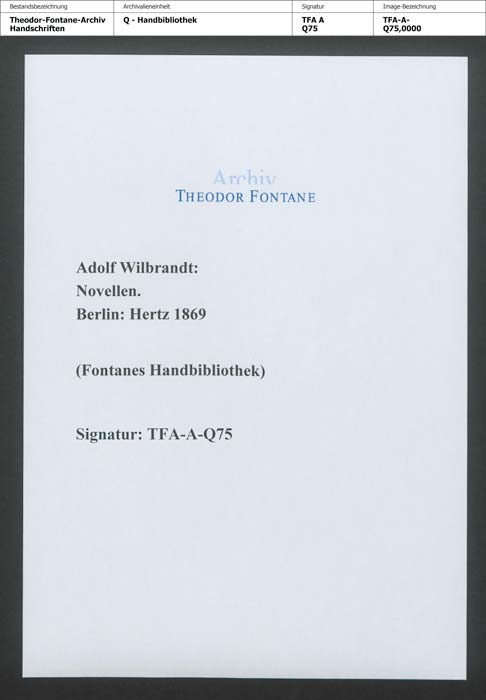 Bestandsbezeichnung Archivalieneinheit Signatur Image-Bezeichnung
Theodor-Fontane-Archiv Q - Handbibliothek TFA A TFA-A-
Handschriften Q75 Q75,0000
Archiv
THEODOR FONTANE
Adolf Wilbrandt:
Novellen.
Berlin: Hertz 1869
(Fontanes Handbibliothek)
Signatur: TFA-A-Q75